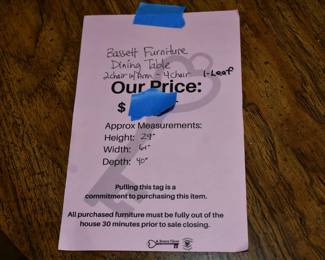 Bassett Furniture
Dining Table
2 chair w/Arm - 4 chair 1-Leaf
Our Price:
$
Approx Measurements:
Height: 29"
Width: 61"
Depth: 40"
Pulling this tag is a
commitment to purchasing this item.
All purchased furniture must be fully out of the
house 30 minutes prior to sale closing.